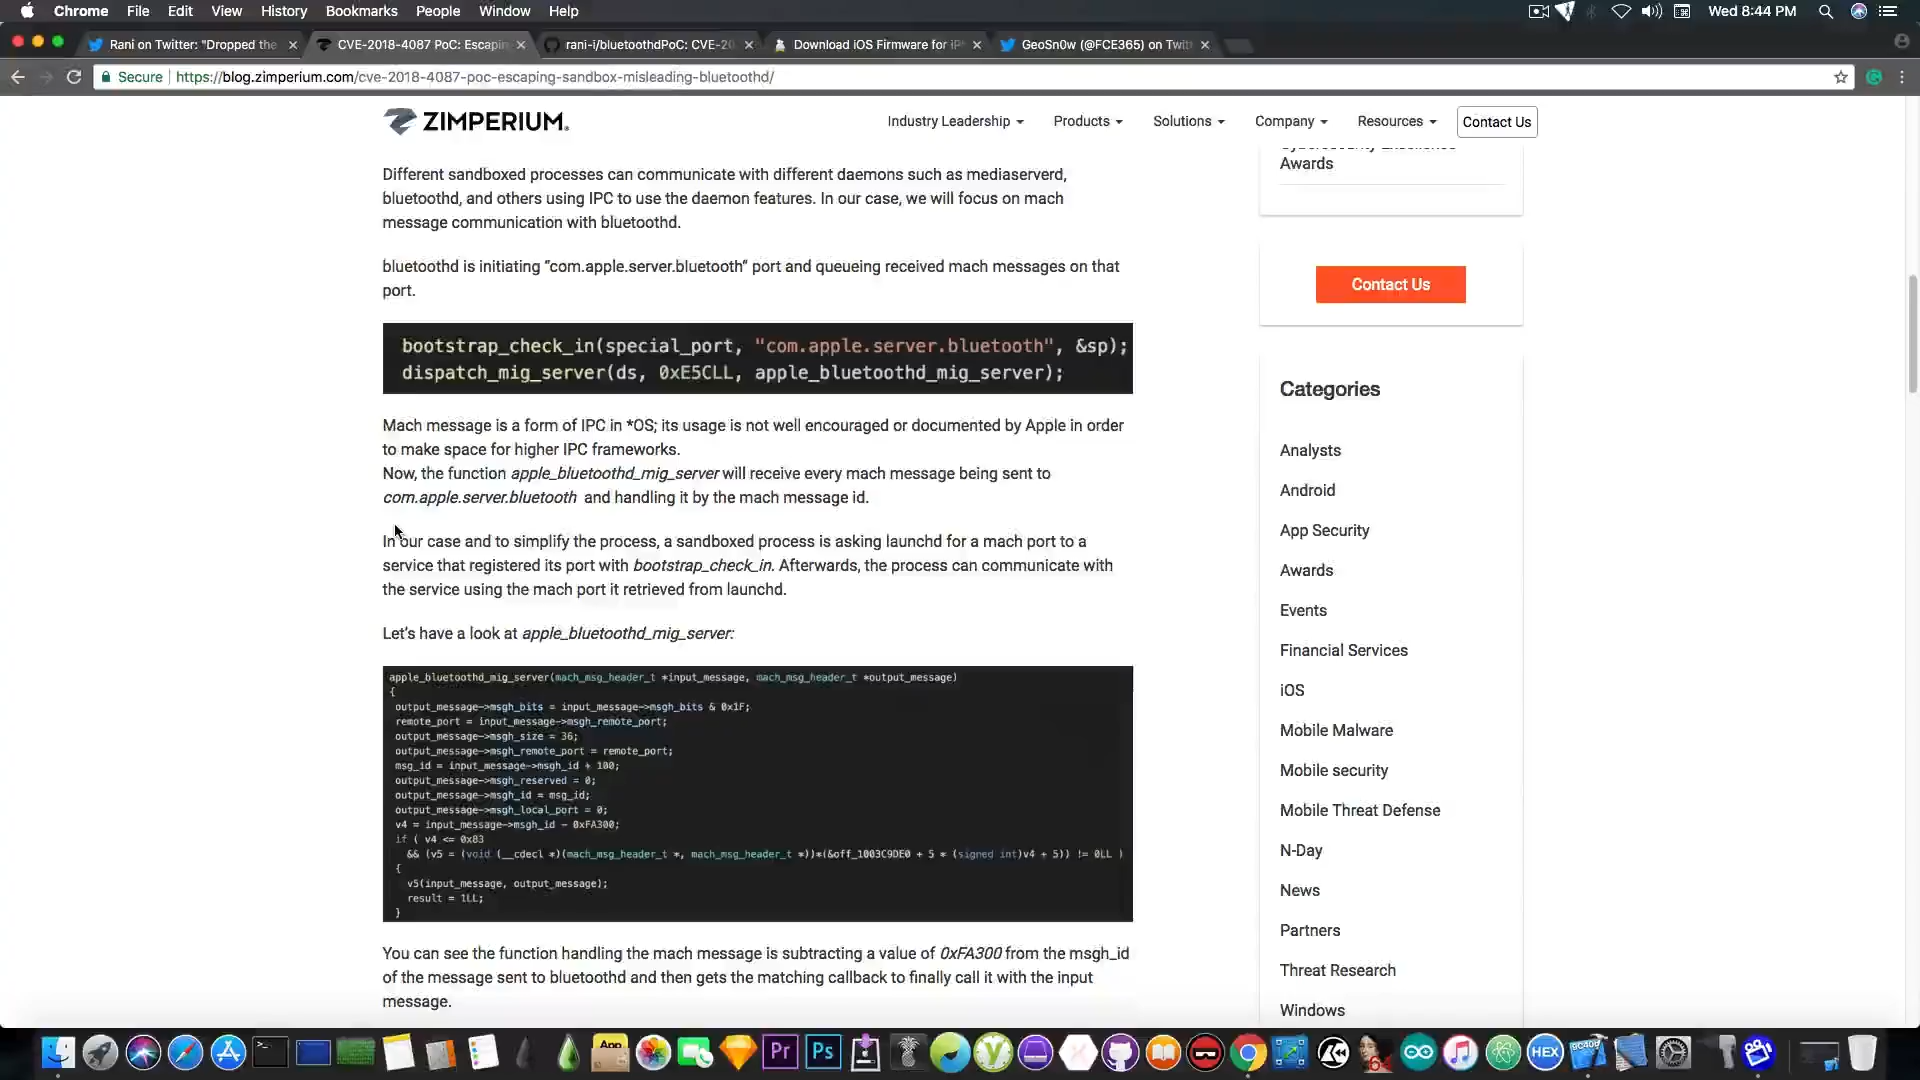 Chrome File Edit View History Bookmarks People Window Help
Wed 8:44 PM
Rani on Twitter: "Dropped the
CVE-2018-4087 PoC: Escapin
rani-i/bluetoothdPoC: CVE-20
Download iOS Firmware for iP
GeoSn0w (@FCE365) on Twitt
Secure https://blog.zimperium.com/cve-2018-4087-poc-escaping-sandbox-misleading-bluetoothd/
ZIMPERIUM.
Industry Leadership Products Solutions Company Resources Contact Us
Different sandboxed processes can communicate with different daemons such as mediaserverd,
bluetoothd, and others using IPC to use the daemon features. In our case, we will focus on mach
message communication with bluetoothd.
bluetoothd is initiating “com.apple.server.bluetooth” port and queueing received mach messages on that
port.
bootstrap_check_in(special_port, "com.apple.server.bluetooth", &sp);
dispatch_mig_server(ds, 0xE5CLL, apple_bluetoothd_mig_server);
Mach message is a form of IPC in *OS; its usage is not well encouraged or documented by Apple in order
to make space for higher IPC frameworks.
Now, the function apple_bluetoothd_mig_server will receive every mach message being sent to
com.apple.server.bluetooth and handling it by the mach message id.
In our case and to simplify the process, a sandboxed process is asking launchd for a mach port to a
service that registered its port with bootstrap_check_in. Afterwards, the process can communicate with
the service using the mach port it retrieved from launchd.
Let’s have a look at apple_bluetoothd_mig_server:
apple_bluetoothd_mig_server(mach_msg_header_t *input_message, mach_msg_header_t *output_message)
{
output_message->msgh_bits = input_message->msgh_bits & 0x1F;
remote_port = input_message->msgh_remote_port;
output_message->msgh_size = 36;
output_message->msgh_remote_port = remote_port;
msg_id = input_message->msgh_id + 100;
output_message->msgh_reserved = 0;
output_message->msgh_id = msg_id;
output_message->msgh_local_port = 0;
v4 = input_message->msgh_id - 0xFA300;
if ( v4 <= 0x83
&& (v5 = (void (__cdecl *)(mach_msg_header_t *, mach_msg_header_t *))*(&off_1003C9DE0 + 5 * (signed int)v4 + 5)) != 0LL )
{
v5(input_message, output_message);
result = 1LL;
}
You can see the function handling the mach message is subtracting a value of 0xFA300 from the msgh_id
of the message sent to bluetoothd and then gets the matching callback to finally call it with the input
message.
Awards
Contact Us
Categories
Analysts
Android
App Security
Awards
Events
Financial Services
iOS
Mobile Malware
Mobile security
Mobile Threat Defense
N-Day
News
Partners
Threat Research
Windows
App
Pr
Ps
HEX